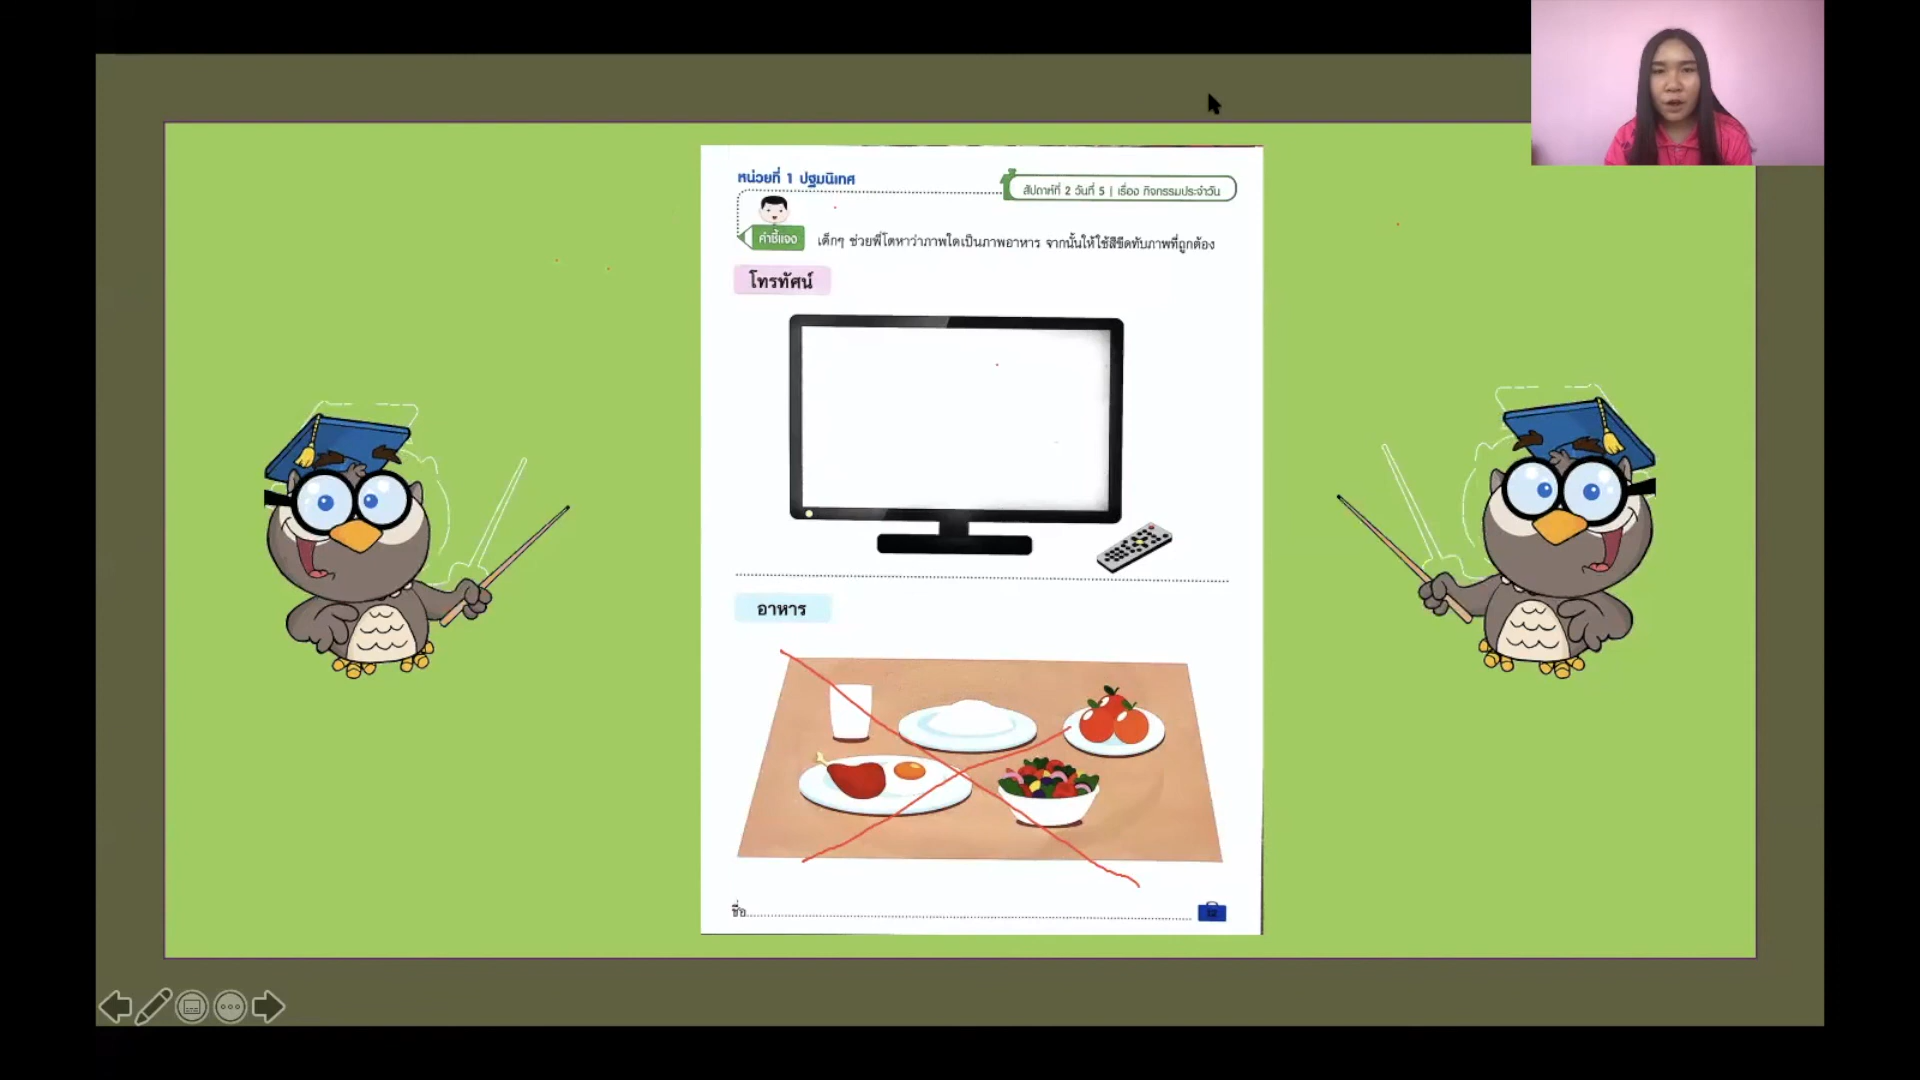 หน่วยที่ 1 ปฐมนิเทศ
สัปดาห์ที่ 2 วันที่ 5 | เรื่อง กิจกรรมประจำวัน
คำชี้แจง
เด็กๆ ช่วยพี่โตหาว่าภาพใดเป็นภาพอาหาร จากนั้นให้ใช้สีขีดทับภาพที่ถูกต้อง
โทรทัศน์
อาหาร
ชื่อ
12